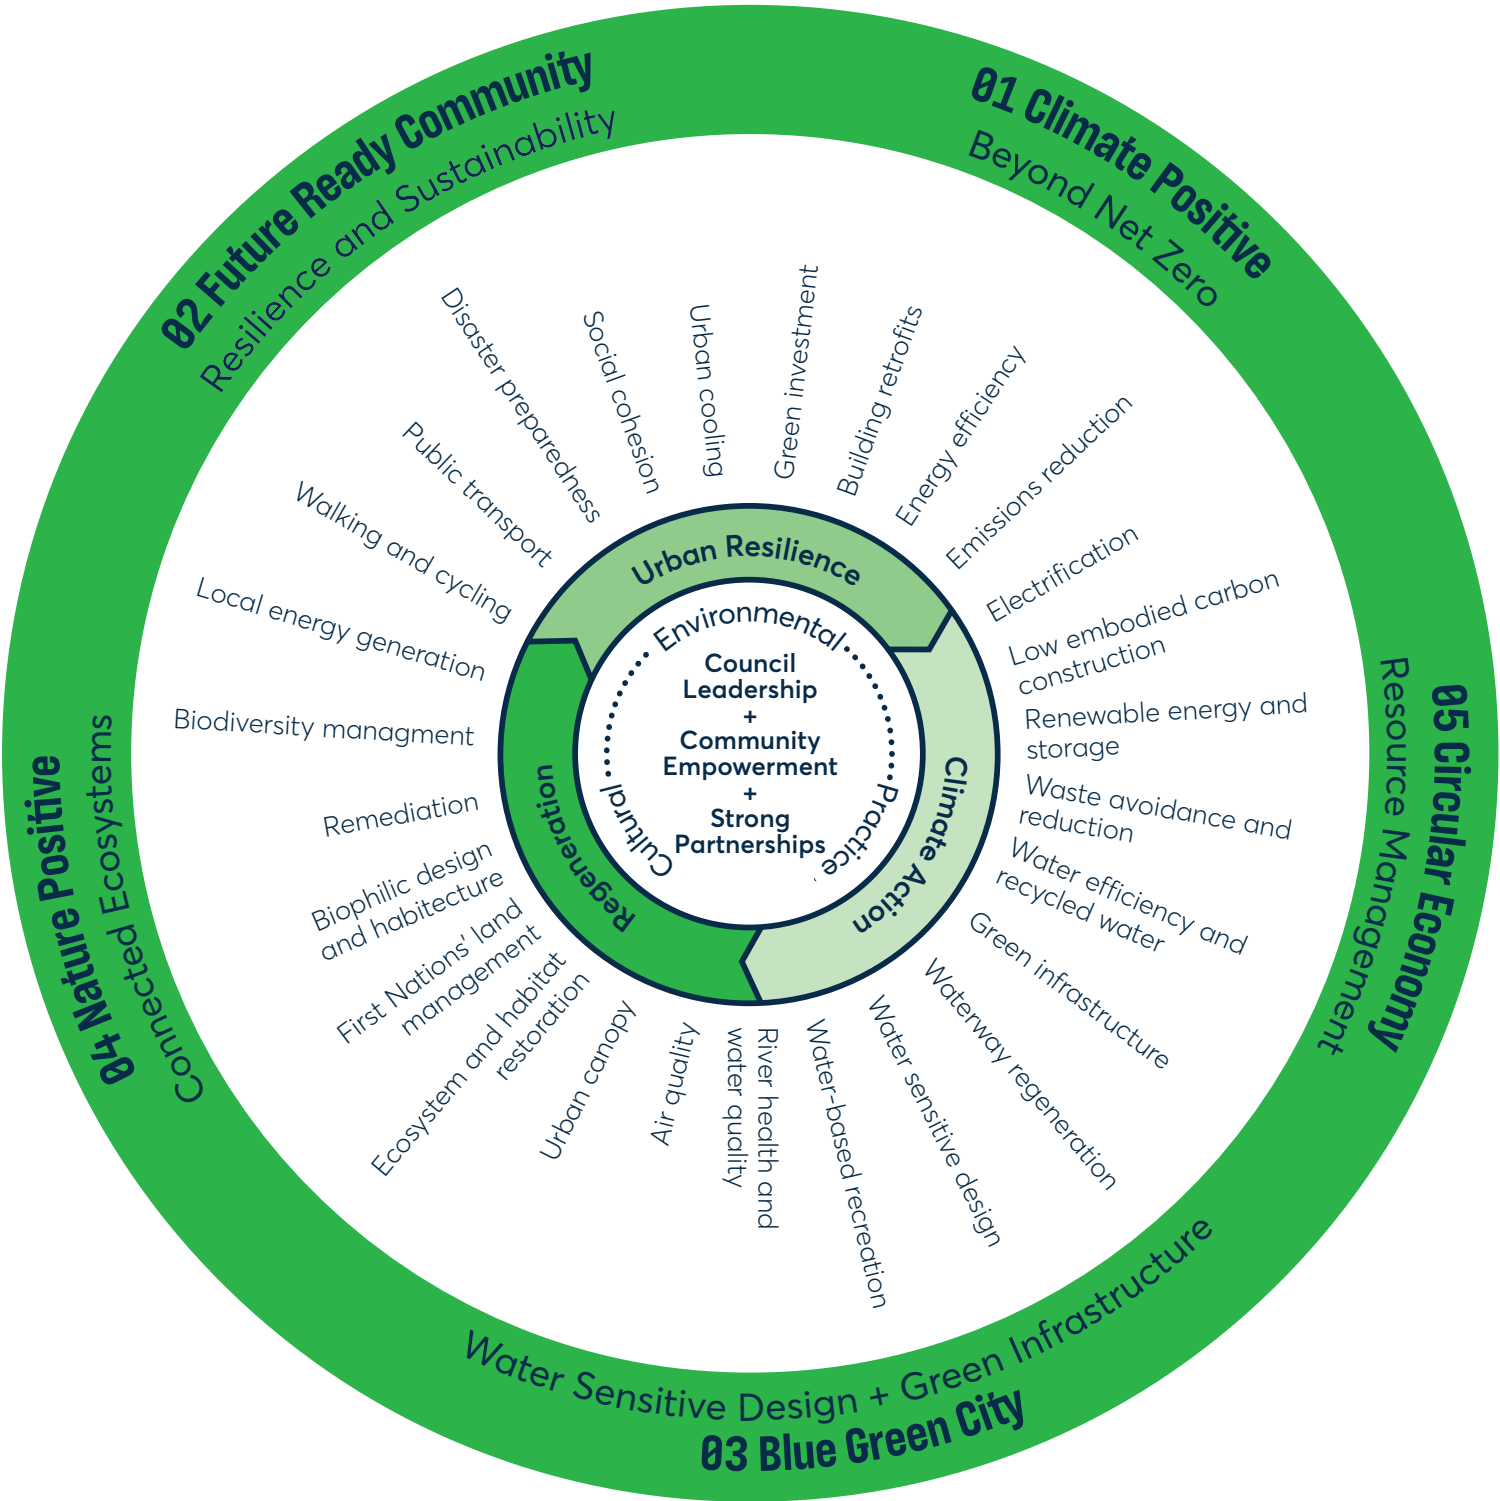 01 Climate Positive
Beyond Net Zero
02 Future Ready Community
Resilience and Sustainability
03 Blue Green City
Water Sensitive Design + Green Infrastructure
04 Nature Positive
Connected Ecosystems
05 Circular Economy
Resource Management
Green investment
Building retrofits
Energy efficiency
Emissions reduction
Electrification
Low embodied carbon
construction
Renewable energy and
storage
Waste avoidance and
reduction
Water efficiency and
recycled water
Green infrastructure
Waterway regeneration
Water sensitive design
Water-based recreation
River health and
water quality
Air quality
Urban canopy
Ecosystem and habitat
restoration
First Nations' land
management
Biophilic design
and habitecture
Remediation
Biodiversity managment
Local energy generation
Walking and cycling
Public transport
Disaster preparedness
Social cohesion
Urban cooling
Urban Resilience
Climate Action
Regeneration
Environmental
Cultural
Practice
Council
Leadership
+
Community
Empowerment
+
Strong
Partnerships